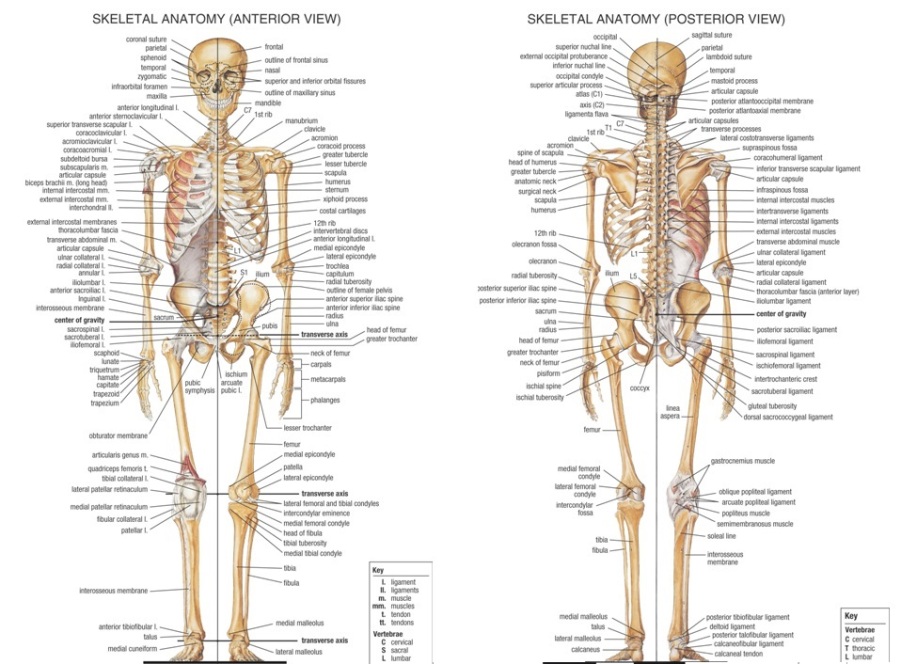 SKELETAL ANATOMY (ANTERIOR VIEW)
coronal suture
parietal
sphenoid
temporal
zygomatic
infraorbital foramen
maxilla
anterior longitudinal l.
anterior sternoclavicular l.
superior transverse scapular l.
coracoclavicular l.
acromioclavicular l.
coracoacromial l.
subdeltoid bursa
subscapularis m.
articular capsule
biceps brachii m. (long head)
internal intercostal mm.
external intercostal mm.
interchondral ll.
external intercostal membranes
thoracolumbar fascia
transverse abdominal m.
articular capsule
ulnar collateral l.
radial collateral l.
annular l.
iliolumbar l.
anterior sacroiliac l.
Inguinal l.
interosseous membrane
center of gravity
sacrospinal l.
sacrotuberal l.
iliofemoral l.
scaphoid
lunate
triquetrum
hamate
capitate
trapezoid
trapezium
obturator membrane
articularis genus m.
quadriceps femoris t.
tibial collateral l.
lateral patellar retinaculum
medial patellar retinaculum
fibular collateral l.
patellar l.
interosseous membrane
anterior tibiofibular l.
talus
medial cuneiform
frontal
outline of frontal sinus
nasal
superior and inferior orbital fissures
outline of maxillary sinus
mandible
C7
1st rib
manubrium
clavicle
acromion
coracoid process
greater tubercle
lesser tubercle
scapula
humerus
sternum
xiphoid process
costal cartilages
12th rib
intervertebral discs
anterior longitudinal l.
medial epicondyle
lateral epicondyle
trochlea
capitulum
radial tuberosity
outline of female pelvis
anterior superior iliac spine
anterior inferior iliac spine
radius
ulna
L1
S1
ilium
sacrum
pubis
transverse axis
head of femur
greater trochanter
neck of femur
carpals
metacarpals
phalanges
pubic
symphysis
ischium
arcuate
pubic l.
lesser trochanter
femur
medial epicondyle
patella
lateral epicondyle
transverse axis
lateral femoral and tibial condyles
intercondylar eminence
medial femoral condyle
head of fibula
tibial tuberosity
medial tibial condyle
tibia
fibula
medial malleolus
transverse axis
lateral malleolus
Key
l. ligament
ll. ligaments
m. muscle
mm. muscles
t. tendon
tt. tendons
Vertebrae
C cervical
S sacral
L lumbar
SKELETAL ANATOMY (POSTERIOR VIEW)
occipital
superior nuchal line
external occipital protuberance
inferior nuchal line
occipital condyle
superior articular process
atlas (C1)
axis (C2)
ligamenta flava
C7
T1
1st rib
clavicle
acromion
spine of scapula
head of humerus
greater tubercle
anatomic neck
surgical neck
scapula
humerus
12th rib
olecranon fossa
olecranon
radial tuberosity
posterior superior iliac spine
posterior inferior iliac spine
sacrum
ulna
radius
head of femur
greater trochanter
neck of femur
pisiform
ischial spine
ischial tuberosity
L1
ilium
L5
coccyx
linea
aspera
femur
medial femoral
condyle
lateral femoral
condyle
intercondylar
fossa
tibia
fibula
medial malleolus
talus
lateral malleolus
calcaneus
sagittal suture
parietal
lambdoid suture
temporal
mastoid process
articular capsule
posterior atlantooccipital membrane
posterior atlantoaxial membrane
articular capsules
transverse processes
lateral costotransverse ligaments
supraspinous fossa
coracohumeral ligament
inferior transverse scapular ligament
articular capsule
infraspinous fossa
internal intercostal muscles
intertransverse ligaments
internal intercostal ligaments
external intercostal muscles
transverse abdominal muscle
ulnar collateral ligament
lateral epicondyle
articular capsule
radial collateral ligament
thoracolumbar fascia (anterior layer)
iliolumbar ligament
center of gravity
posterior sacroiliac ligament
iliofemoral ligament
sacrospinal ligament
ischiofemoral ligament
intertrochanteric crest
sacrotuberal ligament
gluteal tuberosity
dorsal sacrococcygeal ligament
gastrocnemius muscle
oblique popliteal ligament
arcuate popliteal ligament
popliteus muscle
semimembranosus muscle
soleal line
interosseous
membrane
posterior tibiofibular ligament
deltoid ligament
posterior talofibular ligament
calcaneofibular ligament
calcaneal tendon
Key
Vertebrae
C cervical
T thoracic
L lumbar